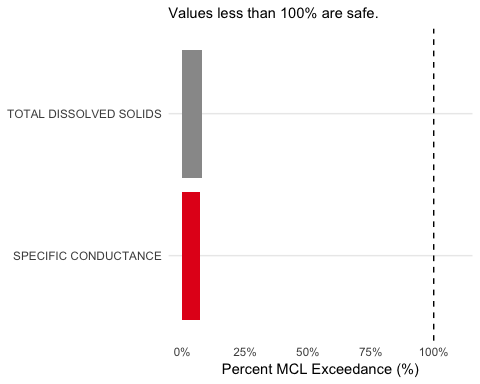 Values less than 100% are safe.
TOTAL DISSOLVED SOLIDS
SPECIFIC CONDUCTANCE
0% 25% 50% 75% 100%
Percent MCL Exceedance (%)